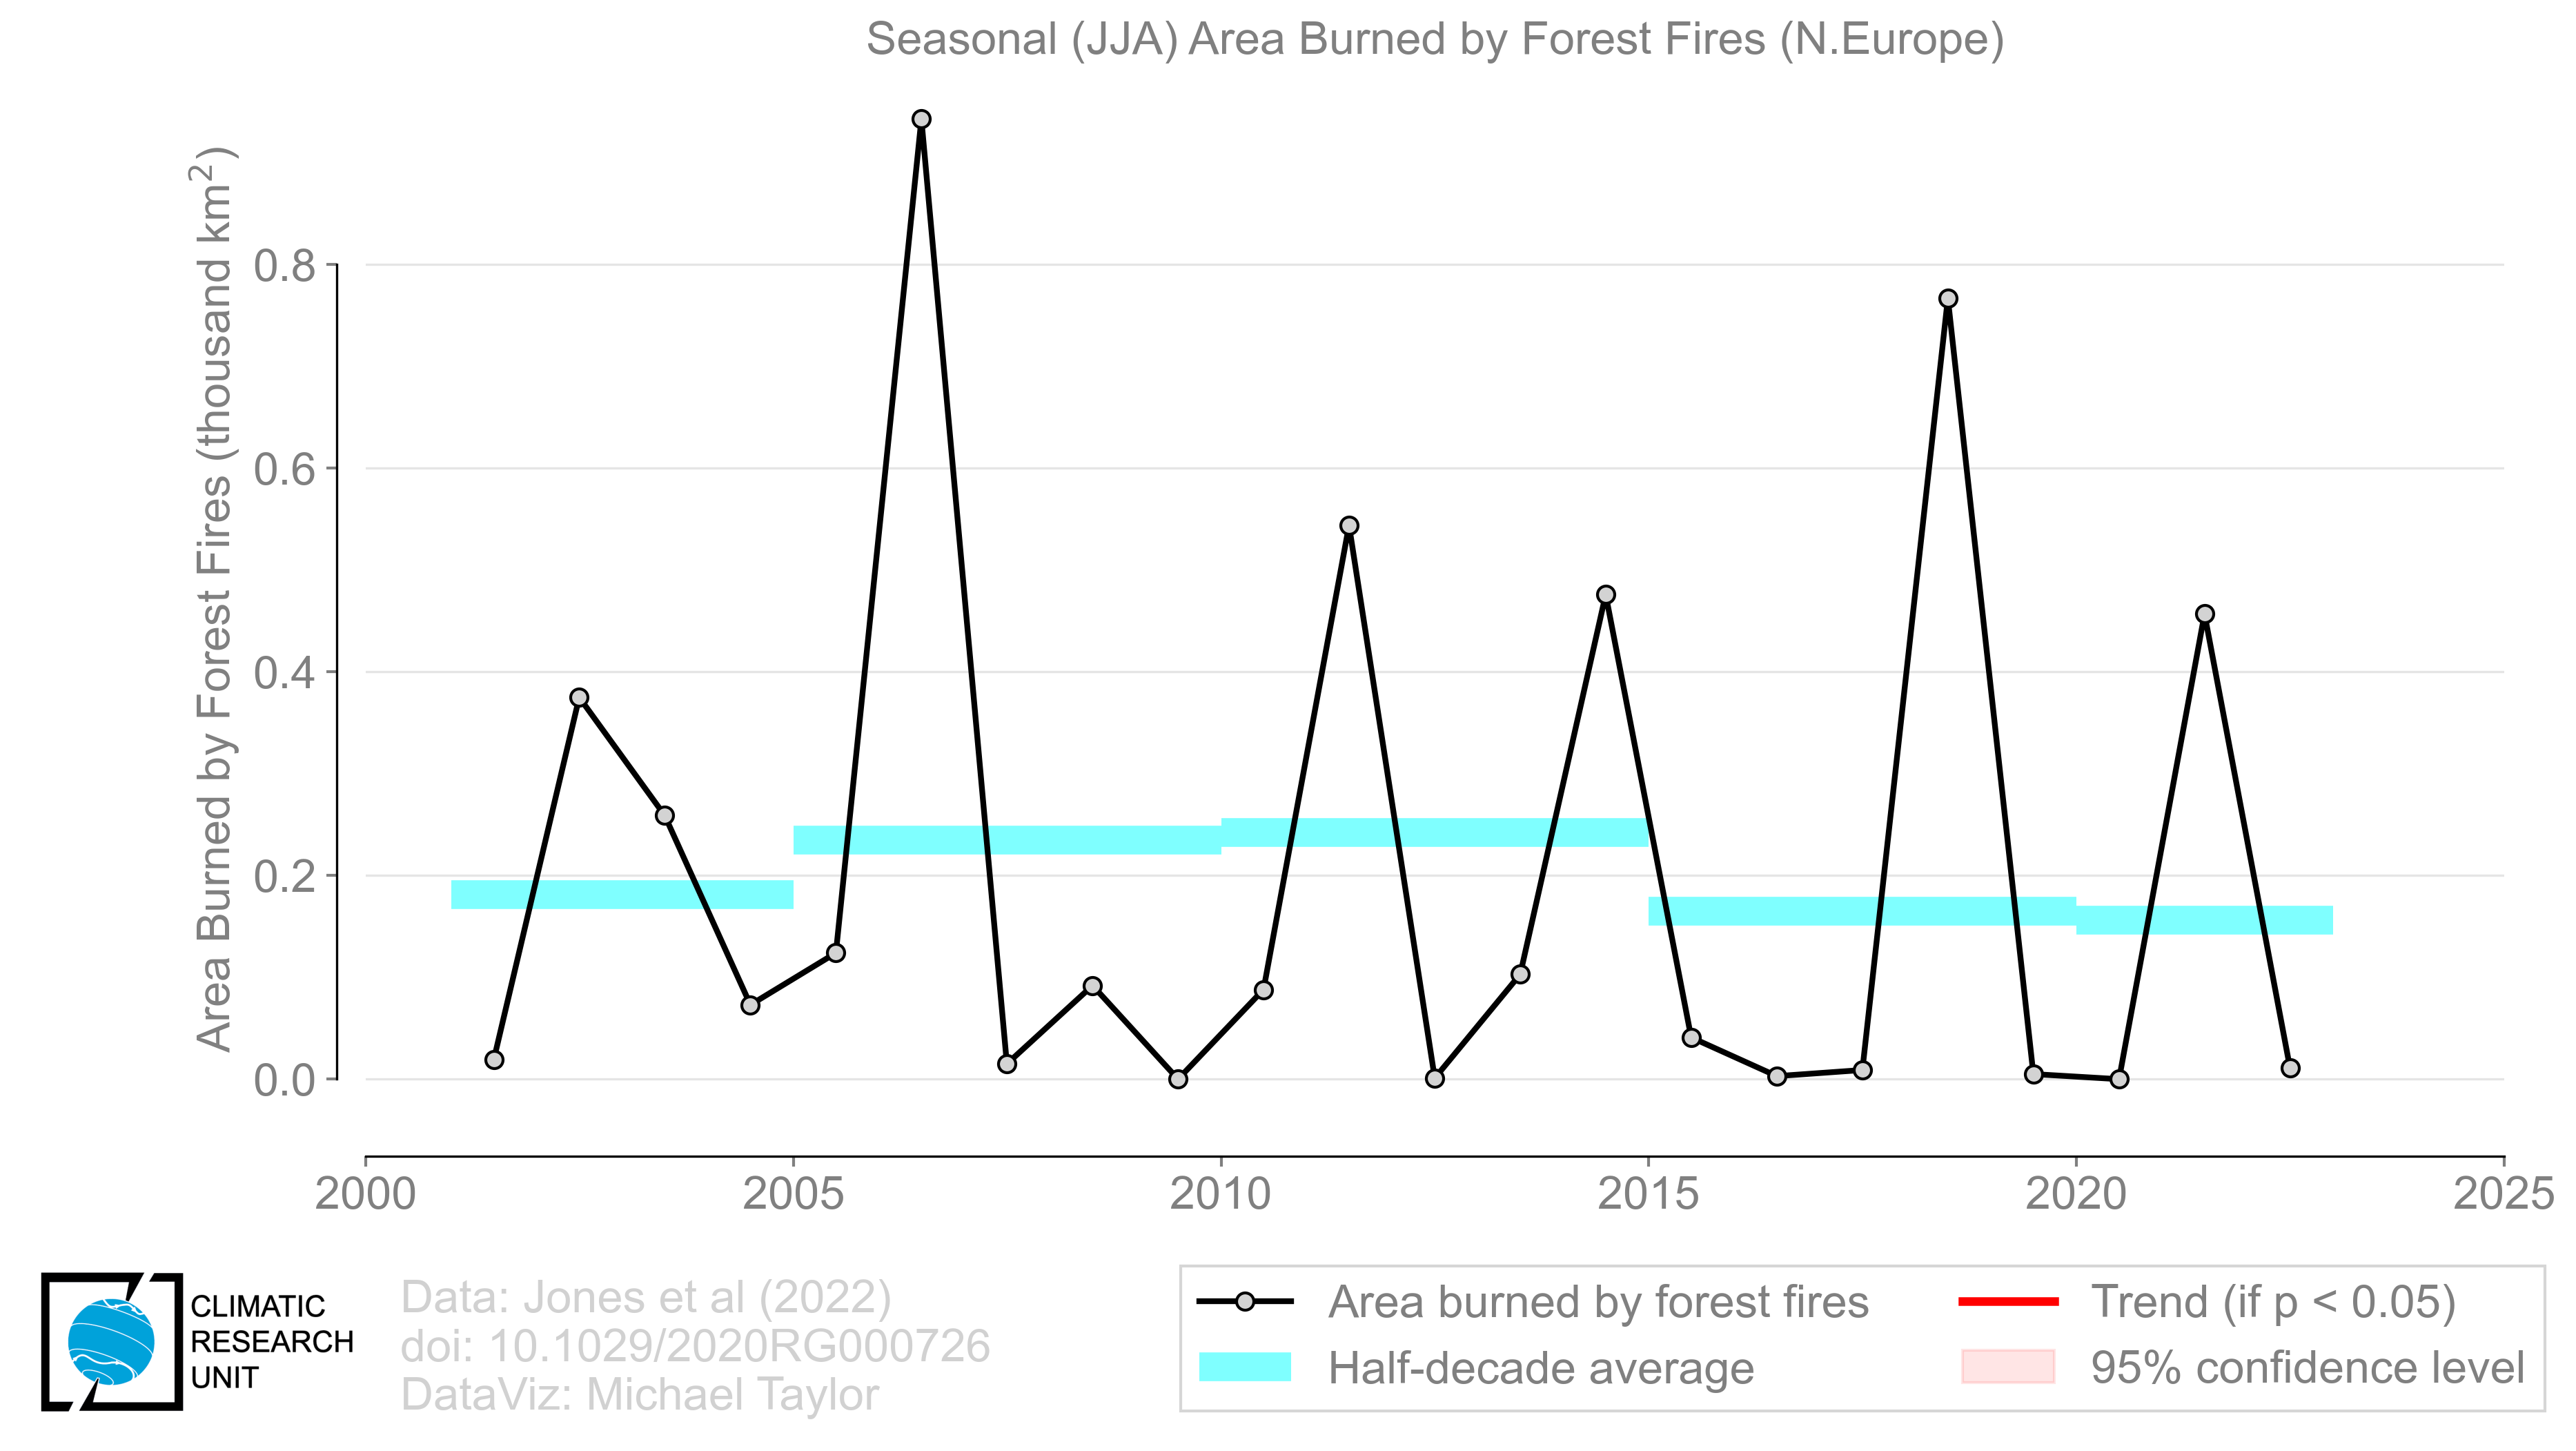 Seasonal (JJA) Area Burned by Forest Fires (N.Europe)
Area Burned by Forest Fires (thousand km²)
0.8
0.6
0.4
0.2
0.0
2000 2005 2010 2015 2020 2025
CLIMATIC
RESEARCH
UNIT
Data: Jones et al (2022)
doi: 10.1029/2020RG000726
DataViz: Michael Taylor
Area burned by forest fires
Half-decade average
Trend (if p < 0.05)
95% confidence level